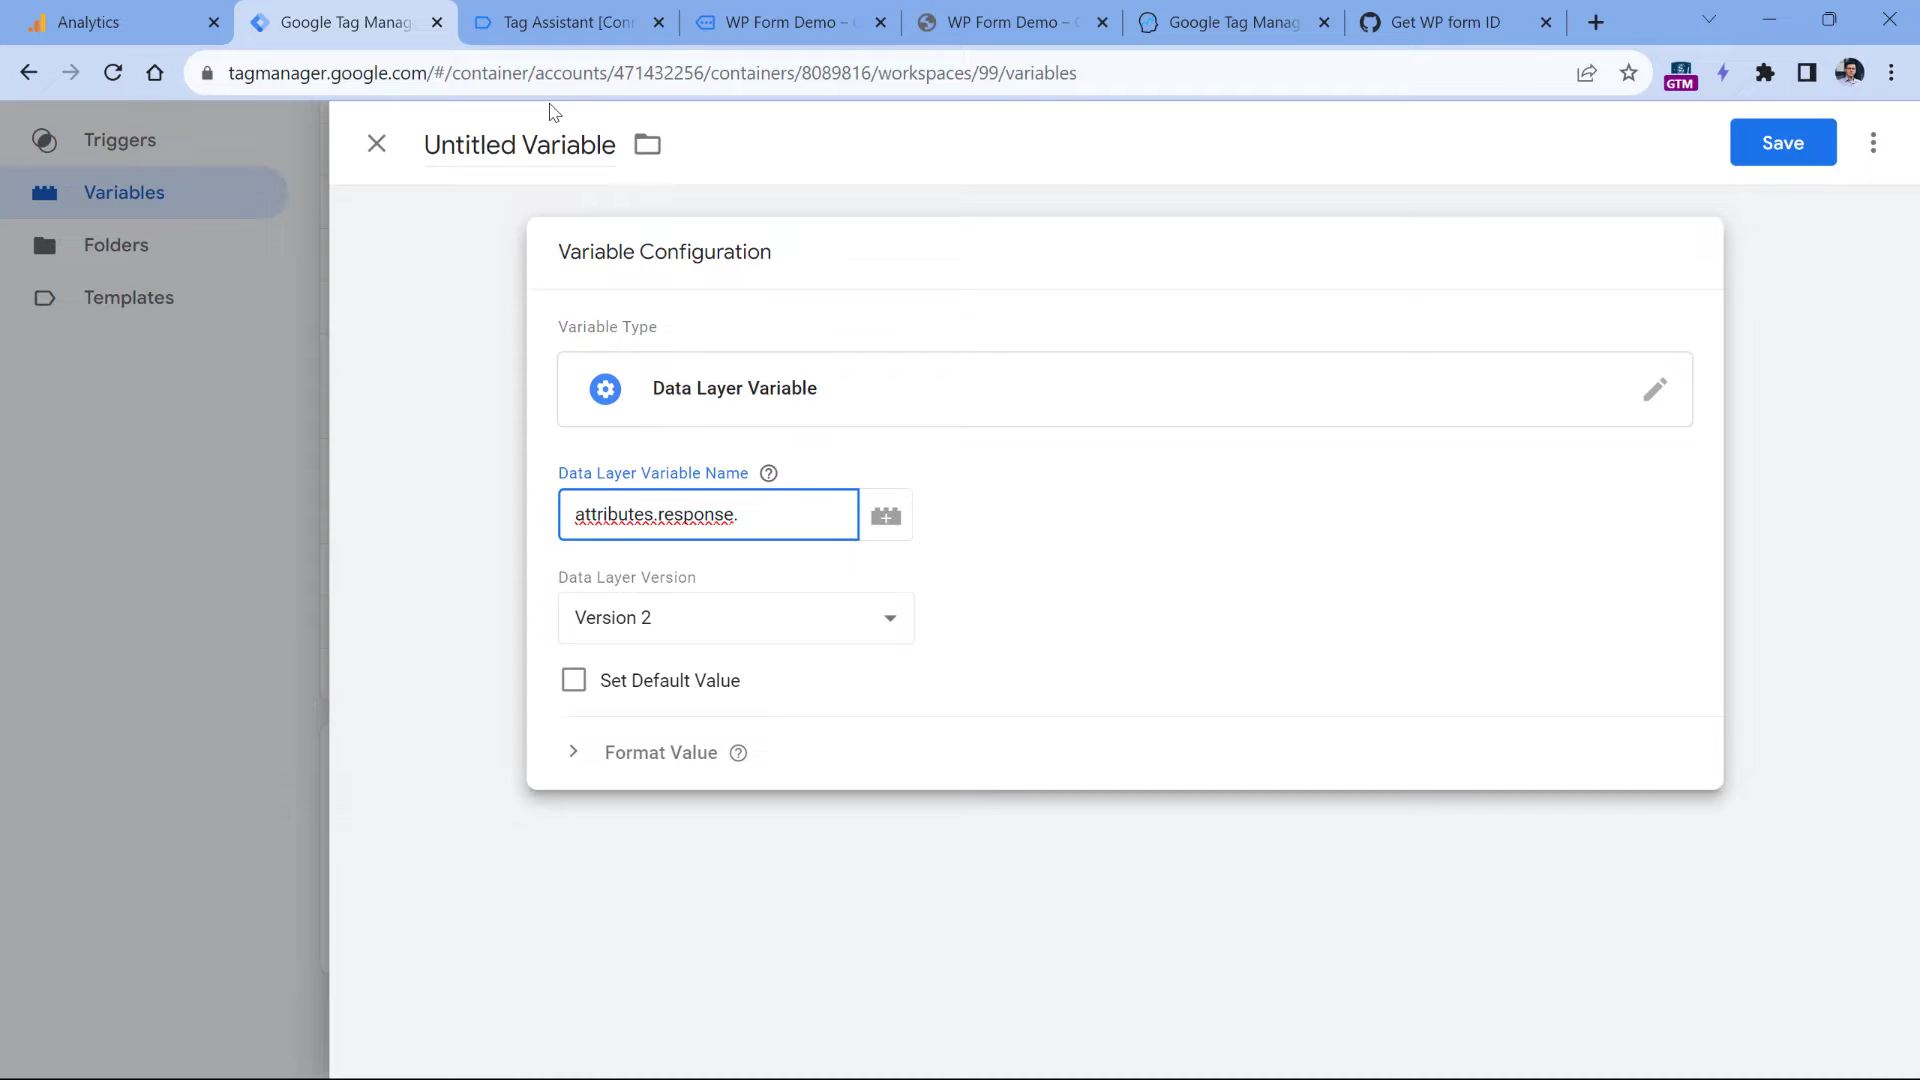 Analytics
Google Tag Manag
Tag Assistant [Con
WP Form Demo –
WP Form Demo –
Google Tag Manag
Get WP form ID
tagmanager.google.com/#/container/accounts/471432256/containers/8089816/workspaces/99/variables
GTM
Triggers
Variables
Folders
Templates
Untitled Variable
Save
Variable Configuration
Variable Type
Data Layer Variable
Data Layer Variable Name
attributes.response.
Data Layer Version
Version 2
Set Default Value
Format Value